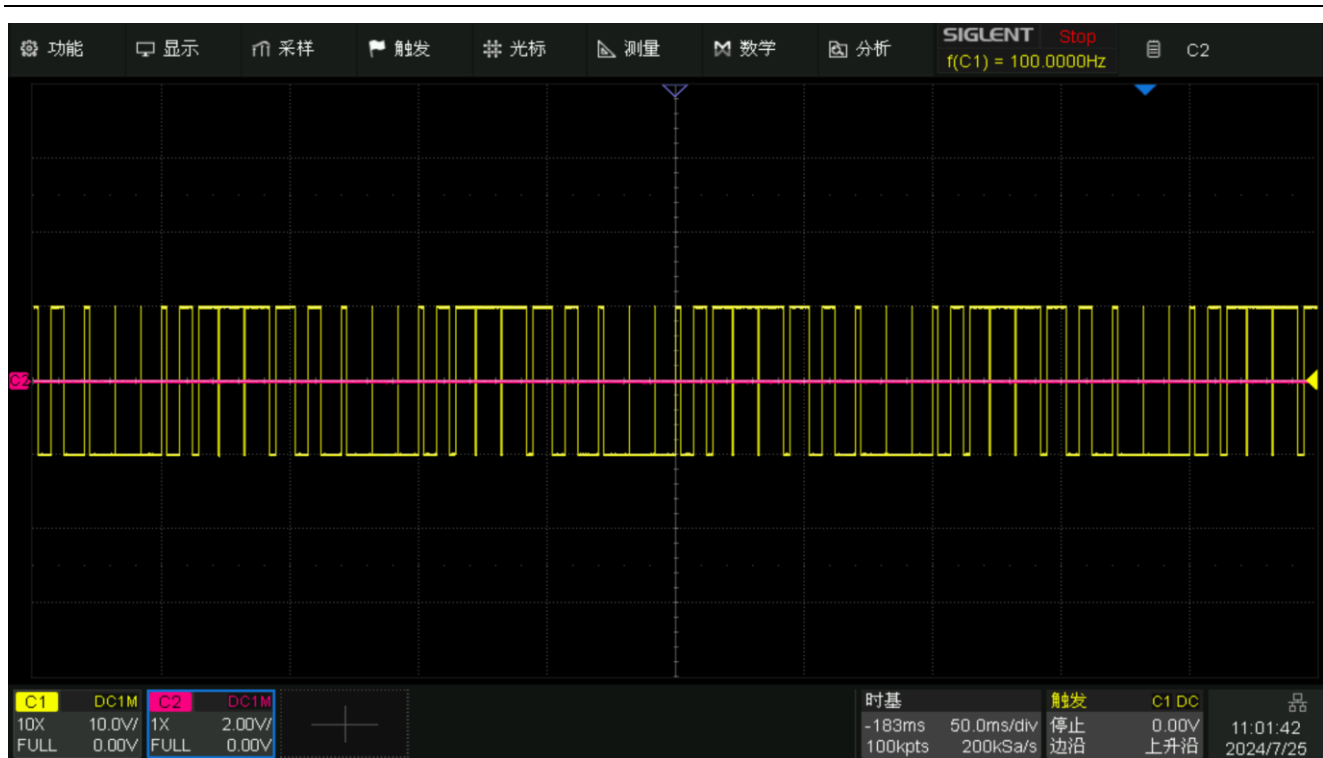 功能 显示 采样 触发 光标 测量 数学 分析 SIGLENT Stop C2
f(C1) = 100.0000Hz
C2
C1 DC1M C2 DC1M 时基 触发 C1 DC
10X 10.0V/ 1X 2.00V/ -183ms 50.0ms/div 停止 0.00V 11:01:42
FULL 0.00V FULL 0.00V 100kpts 200kSa/s 边沿 上升沿 2024/7/25